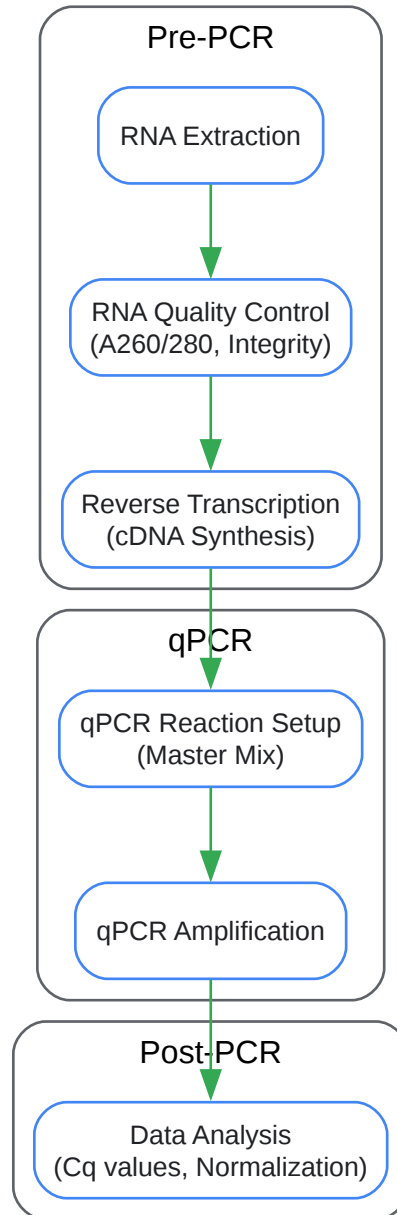 Pre-PCR
RNA Extraction
RNA Quality Control
(A260/280, Integrity)
Reverse Transcription
(cDNA Synthesis)
qPCR
qPCR Reaction Setup
(Master Mix)
qPCR Amplification
Post-PCR
Data Analysis
(Cq values, Normalization)